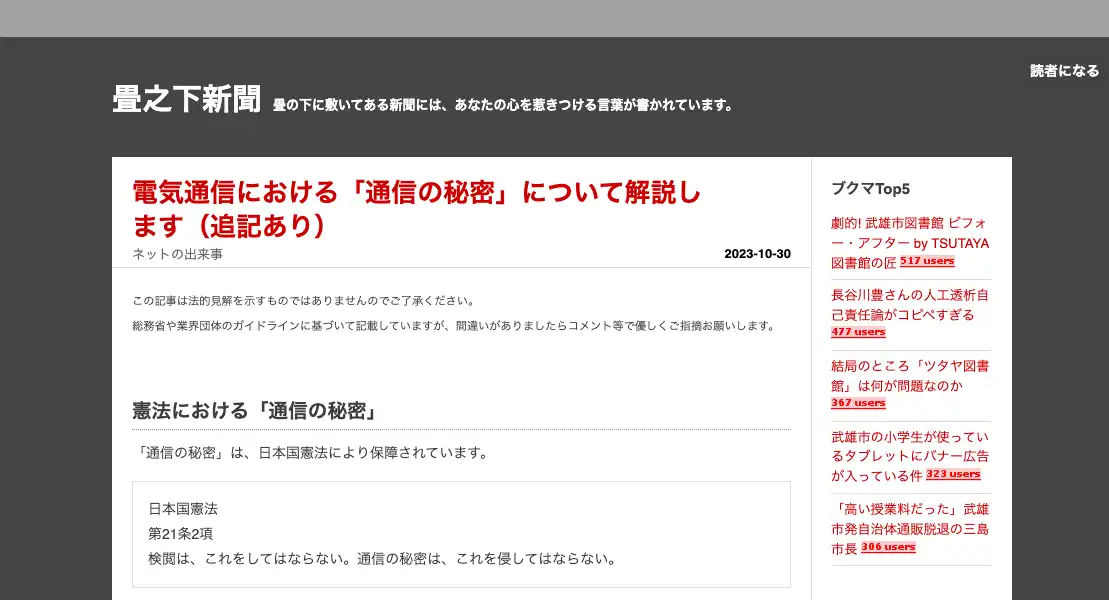 読者になる
畳之下新聞 畳の下に敷いてある新聞には、あなたの心を惹きつける言葉が書かれています。
電気通信における「通信の秘密」について解説し
ます（追記あり）
ネットの出来事 2023-10-30
この記事は法的見解を示すものではありませんのでご了承ください。
総務省や業界団体のガイドラインに基づいて記載していますが、間違いがありましたらコメント等で優しくご指摘お願いします。
憲法における「通信の秘密」
「通信の秘密」は、日本国憲法により保障されています。
日本国憲法
第21条2項
検閲は、これをしてはならない。通信の秘密は、これを侵してはならない。
ブクマTop5
劇的! 武雄市図書館 ビフォ
ー・アフター by TSUTAYA
図書館の匠 517 users
長谷川豊さんの人工透析自
己責任論がコピペすぎる
477 users
結局のところ「ツタヤ図書
館」は何が問題なのか
367 users
武雄市の小学生が使ってい
るタブレットにバナー広告
が入っている件 323 users
「高い授業料だった」武雄
市発自治体通販脱退の三島
市長 306 users